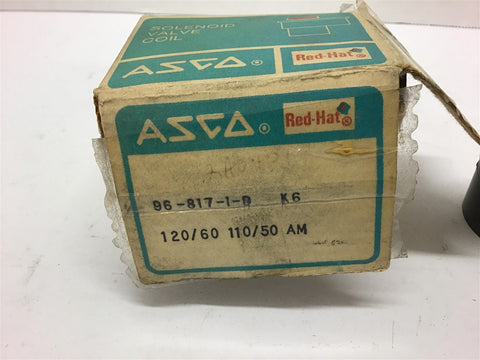 SOLENOID
VALVE
COIL
ASCO® Red-Hat®
ASCO® Red-Hat®
96-817-1-D K6
120/60 110/50 AM